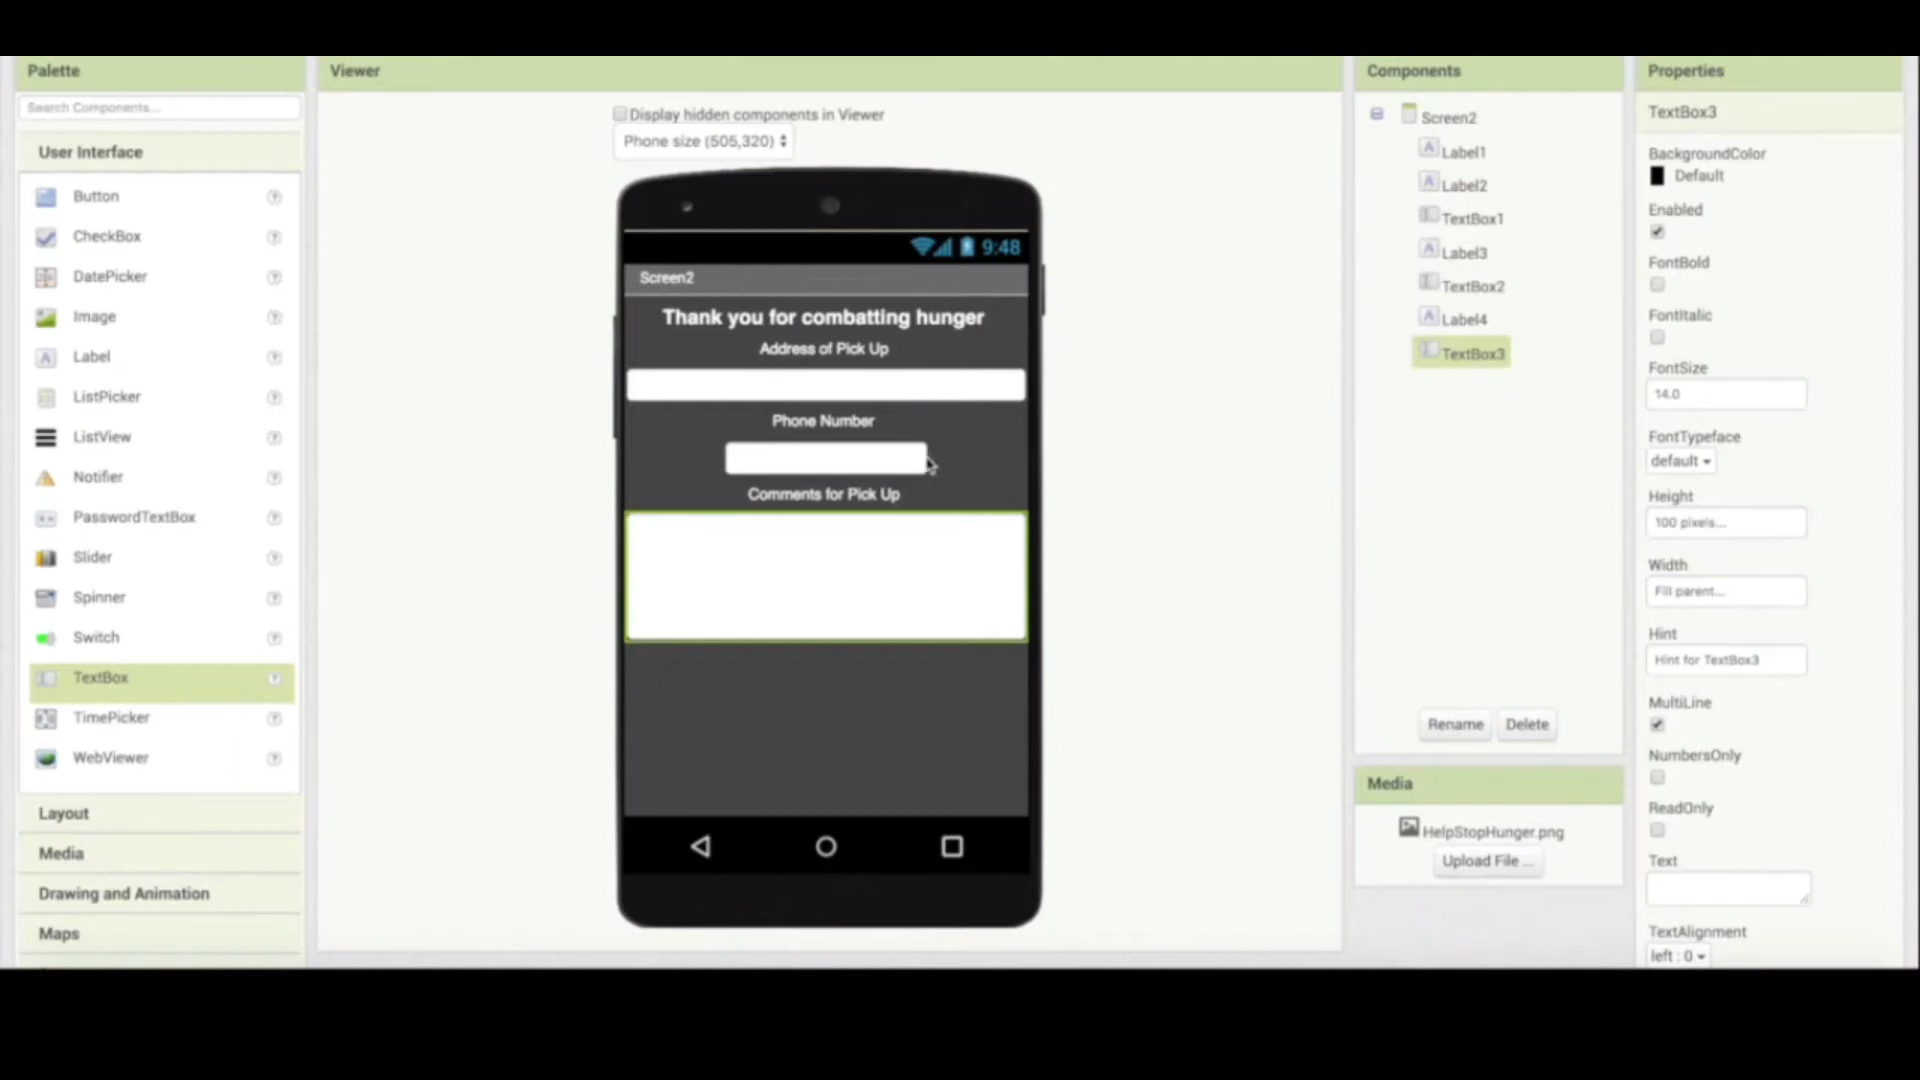 Palette
Search Components...
User Interface
Button
CheckBox
DatePicker
Image
Label
ListPicker
ListView
Notifier
PasswordTextBox
Slider
Spinner
Switch
TextBox
TimePicker
WebViewer
Layout
Media
Drawing and Animation
Maps
Viewer
Display hidden components in Viewer
Phone size (505,320)
9:48
Screen2
Thank you for combatting hunger
Address of Pick Up
Phone Number
Comments for Pick Up
Components
Screen2
Label1
Label2
TextBox1
Label3
TextBox2
Label4
TextBox3
Rename Delete
Media
HelpStopHunger.png
Upload File ...
Properties
TextBox3
BackgroundColor
Default
Enabled
FontBold
FontItalic
FontSize
14.0
FontTypeface
default
Height
100 pixels...
Width
Fill parent...
Hint
Hint for TextBox3
MultiLine
NumbersOnly
ReadOnly
Text
TextAlignment
left : 0